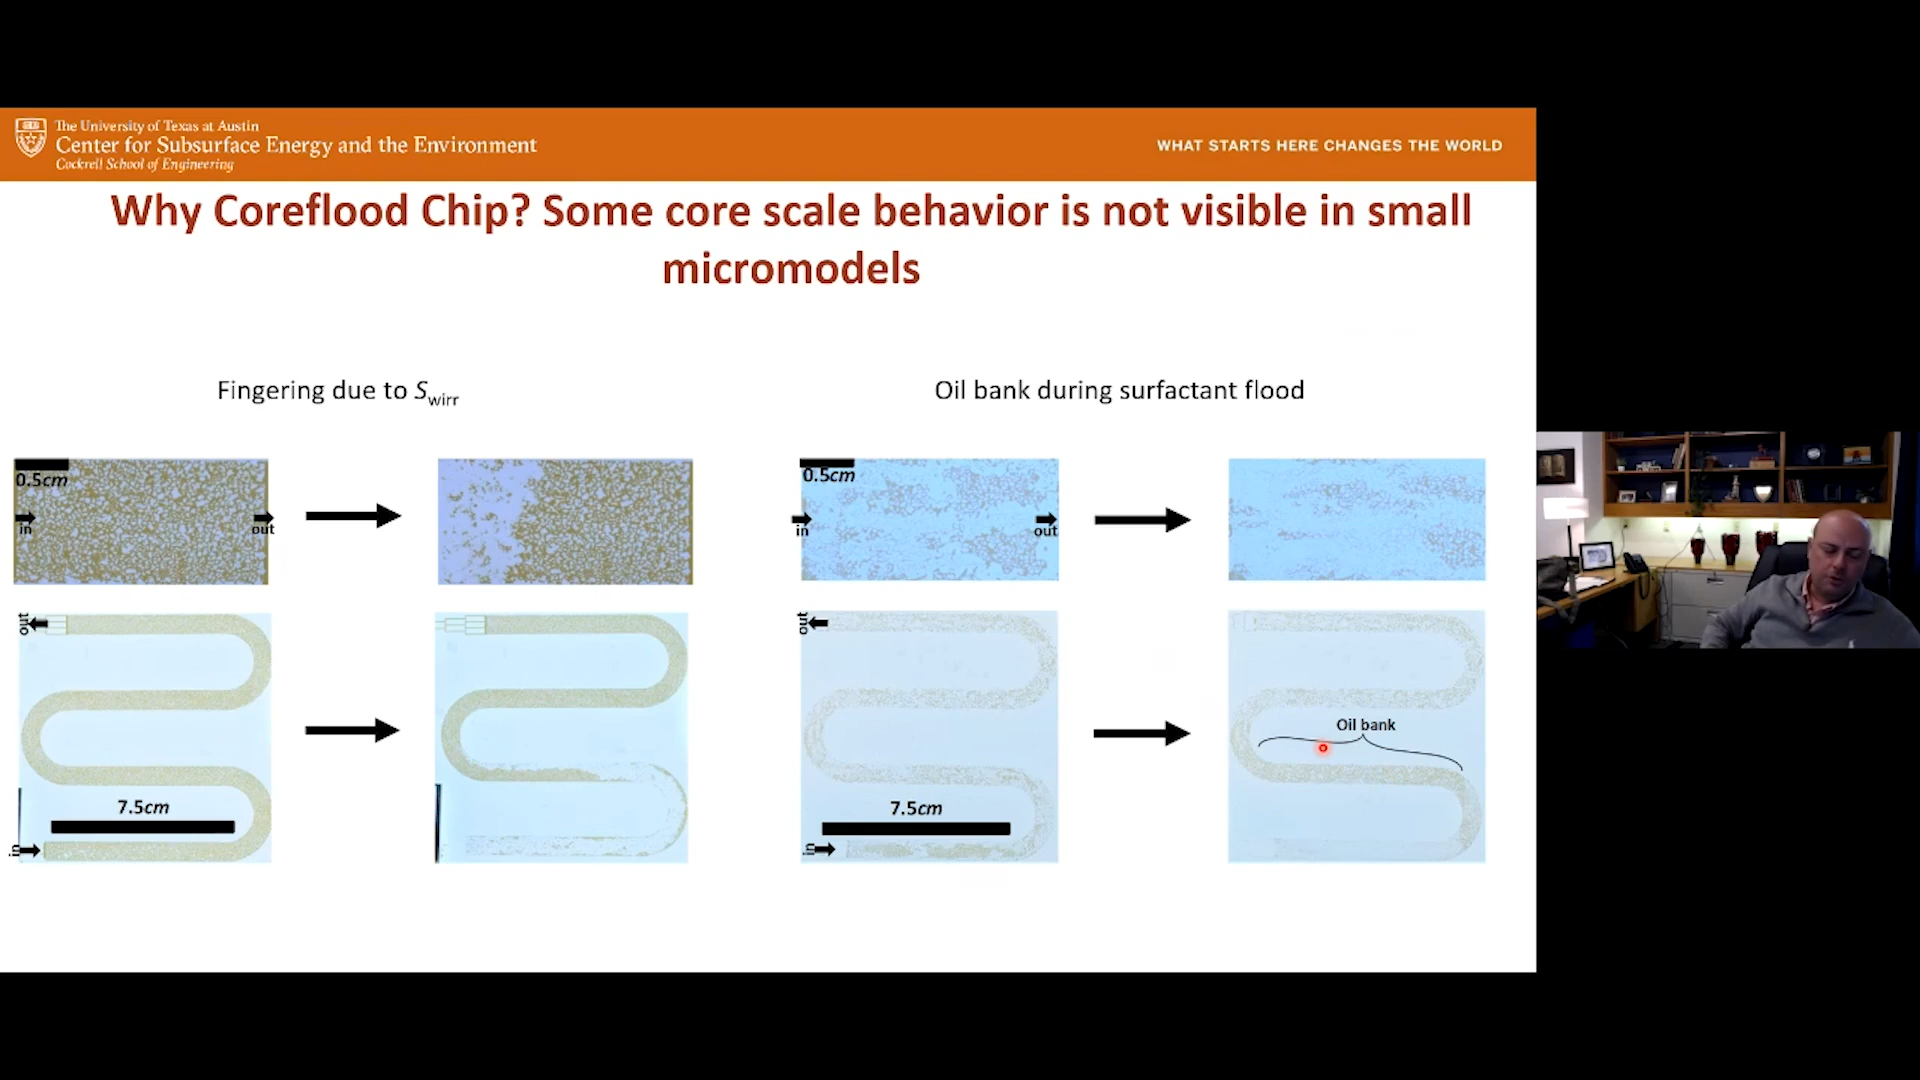 The University of Texas at Austin
Center for Subsurface Energy and the Environment
Cockrell School of Engineering
WHAT STARTS HERE CHANGES THE WORLD
Why Coreflood Chip? Some core scale behavior is not visible in small
micromodels
Fingering due to Swirr
Oil bank during surfactant flood
0.5cm
in
out
0.5cm
in
out
out
7.5cm
in
out
7.5cm
in
Oil bank